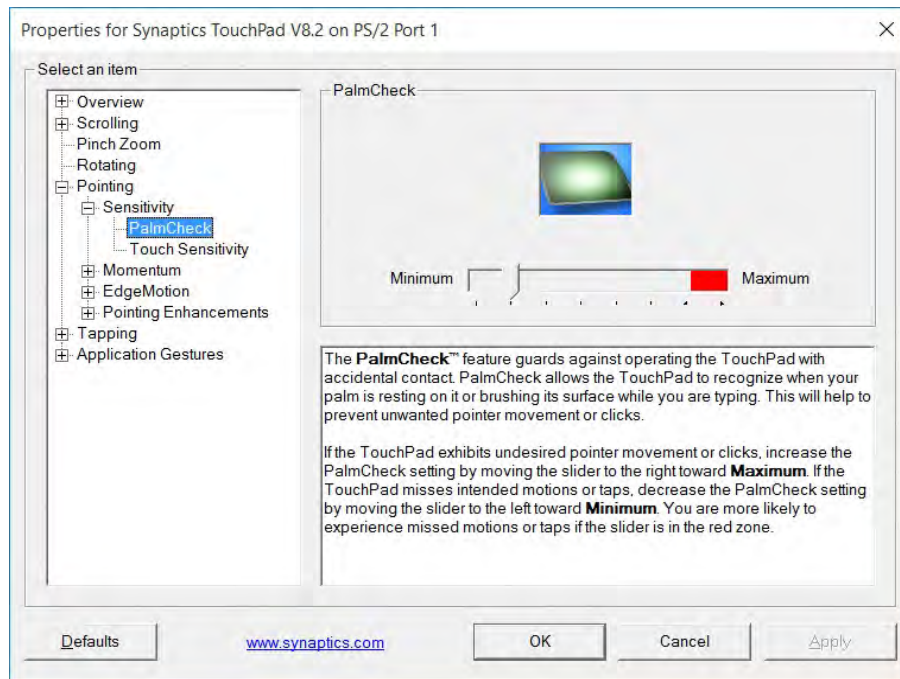 Properties for Synaptics TouchPad V8.2 on PS/2 Port 1
Select an item
Overview
Scrolling
Pinch Zoom
Rotating
Pointing
Sensitivity
PalmCheck
Touch Sensitivity
Momentum
EdgeMotion
Pointing Enhancements
Tapping
Application Gestures
PalmCheck
Minimum Maximum
The PalmCheck™ feature guards against operating the TouchPad with
accidental contact. PalmCheck allows the TouchPad to recognize when your
palm is resting on it or brushing its surface while you are typing. This will help to
prevent unwanted pointer movement or clicks.
If the TouchPad exhibits undesired pointer movement or clicks, increase the
PalmCheck setting by moving the slider to the right toward Maximum. If the
TouchPad misses intended motions or taps, decrease the PalmCheck setting
by moving the slider to the left toward Minimum. You are more likely to
experience missed motions or taps if the slider is in the red zone.
Defaults www.synaptics.com OK Cancel Apply